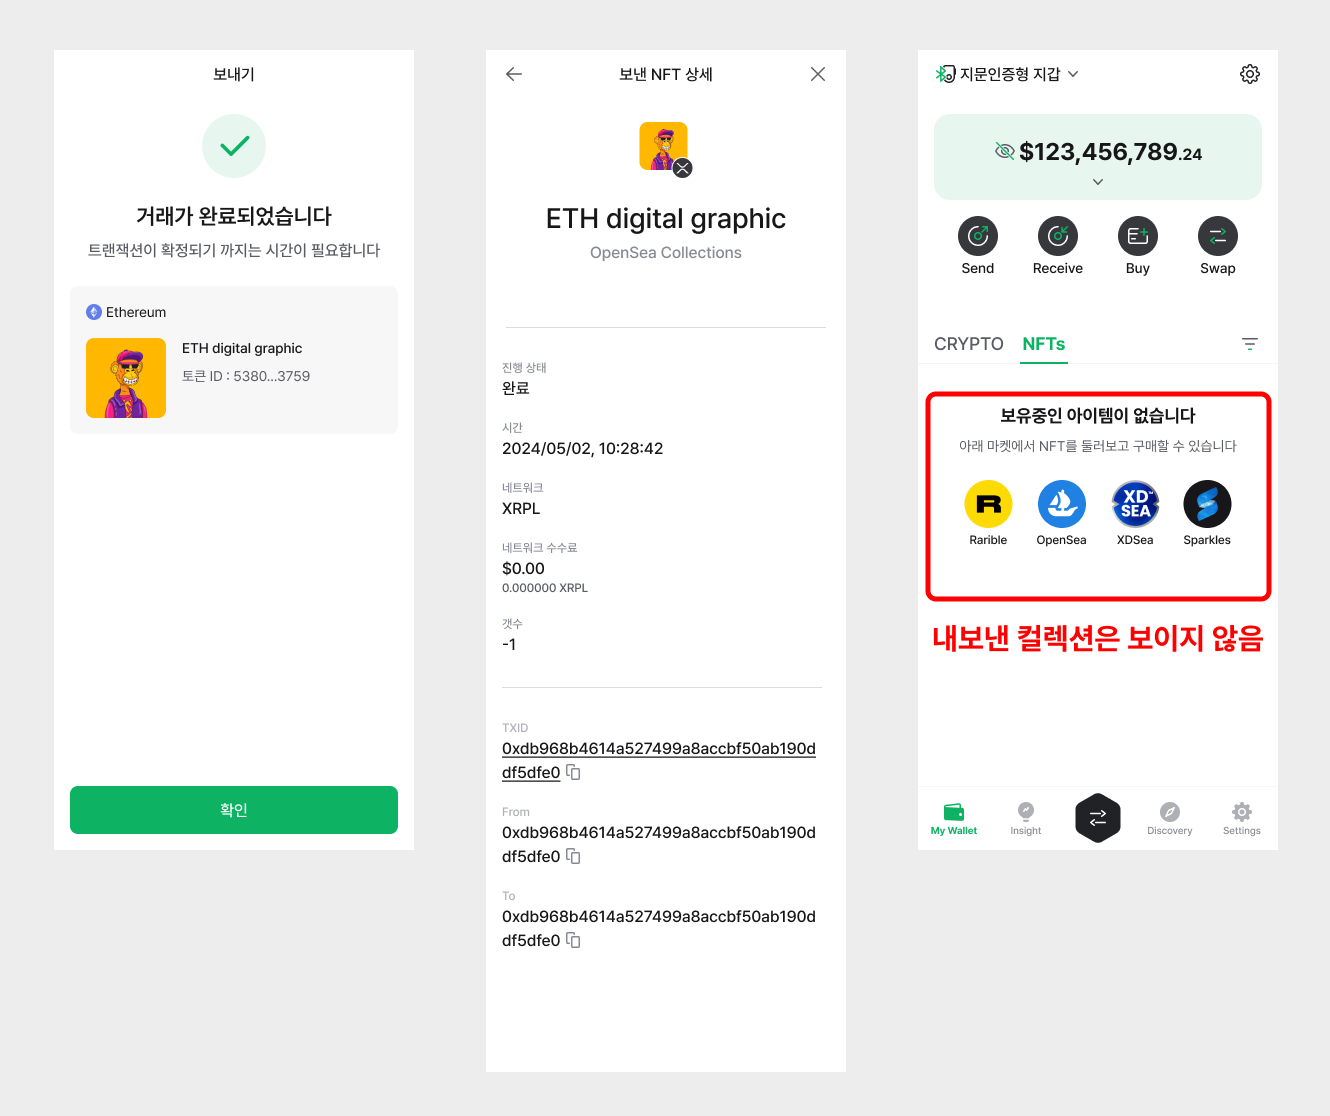 보내기
거래가 완료되었습니다
트랜잭션이 확정되기 까지는 시간이 필요합니다
Ethereum
ETH digital graphic
토큰 ID : 5380...3759
확인
보낸 NFT 상세
ETH digital graphic
OpenSea Collections
진행 상태
완료
시간
2024/05/02, 10:28:42
네트워크
XRPL
네트워크 수수료
$0.00
0.000000 XRPL
갯수
-1
TXID
0xdb968b4614a527499a8accbf50ab190d
df5dfe0
From
0xdb968b4614a527499a8accbf50ab190d
df5dfe0
To
0xdb968b4614a527499a8accbf50ab190d
df5dfe0
지문인증형 지갑
$123,456,789.24
Send Receive Buy Swap
CRYPTO NFTs
보유중인 아이템이 없습니다
아래 마켓에서 NFT를 둘러보고 구매할 수 있습니다
R
XD™
SEA
Rarible OpenSea XDSea Sparkles
내보낸 컬렉션은 보이지 않음
My Wallet Insight Discovery Settings